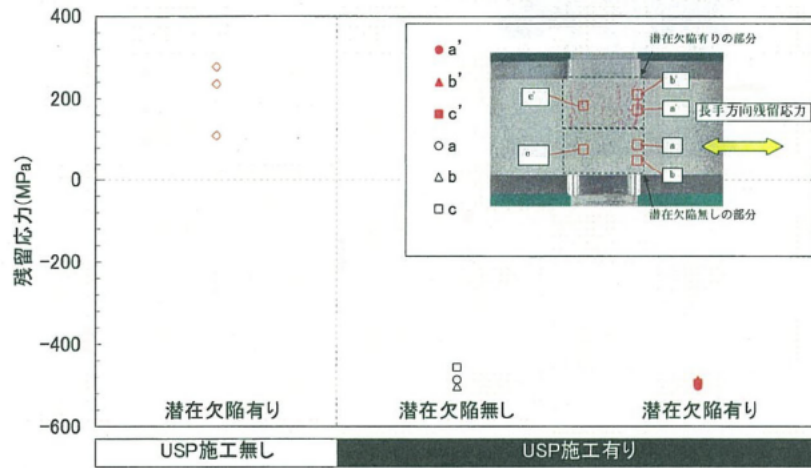 残留応力(MPa)
400
200
0
-200
-400
-600
a'
b'
c'
a
b
c
潜在欠陥有りの部分
c'
b'
a'
長手方向残留応力
e
a
b
潜在欠陥無しの部分
潜在欠陥有り
潜在欠陥無し
潜在欠陥有り
USP施工無し
USP施工有り